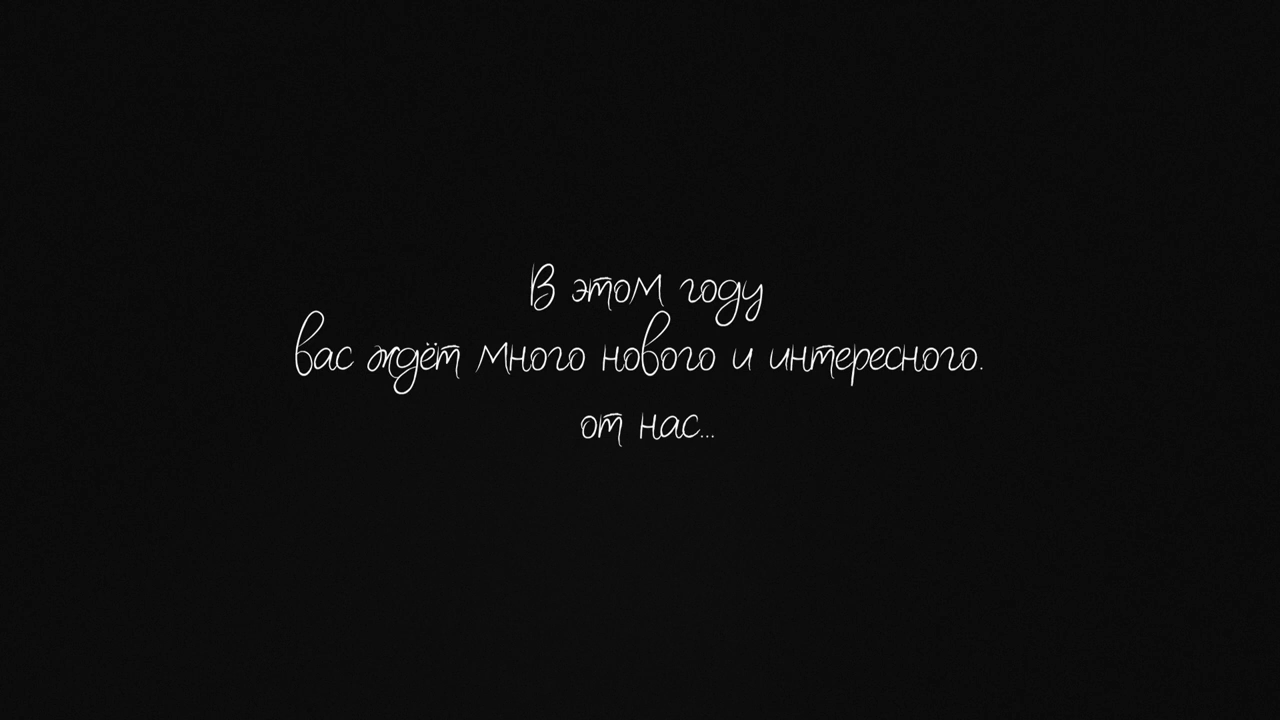 В этом году
вас ждёт много нового и интересного.
от нас...